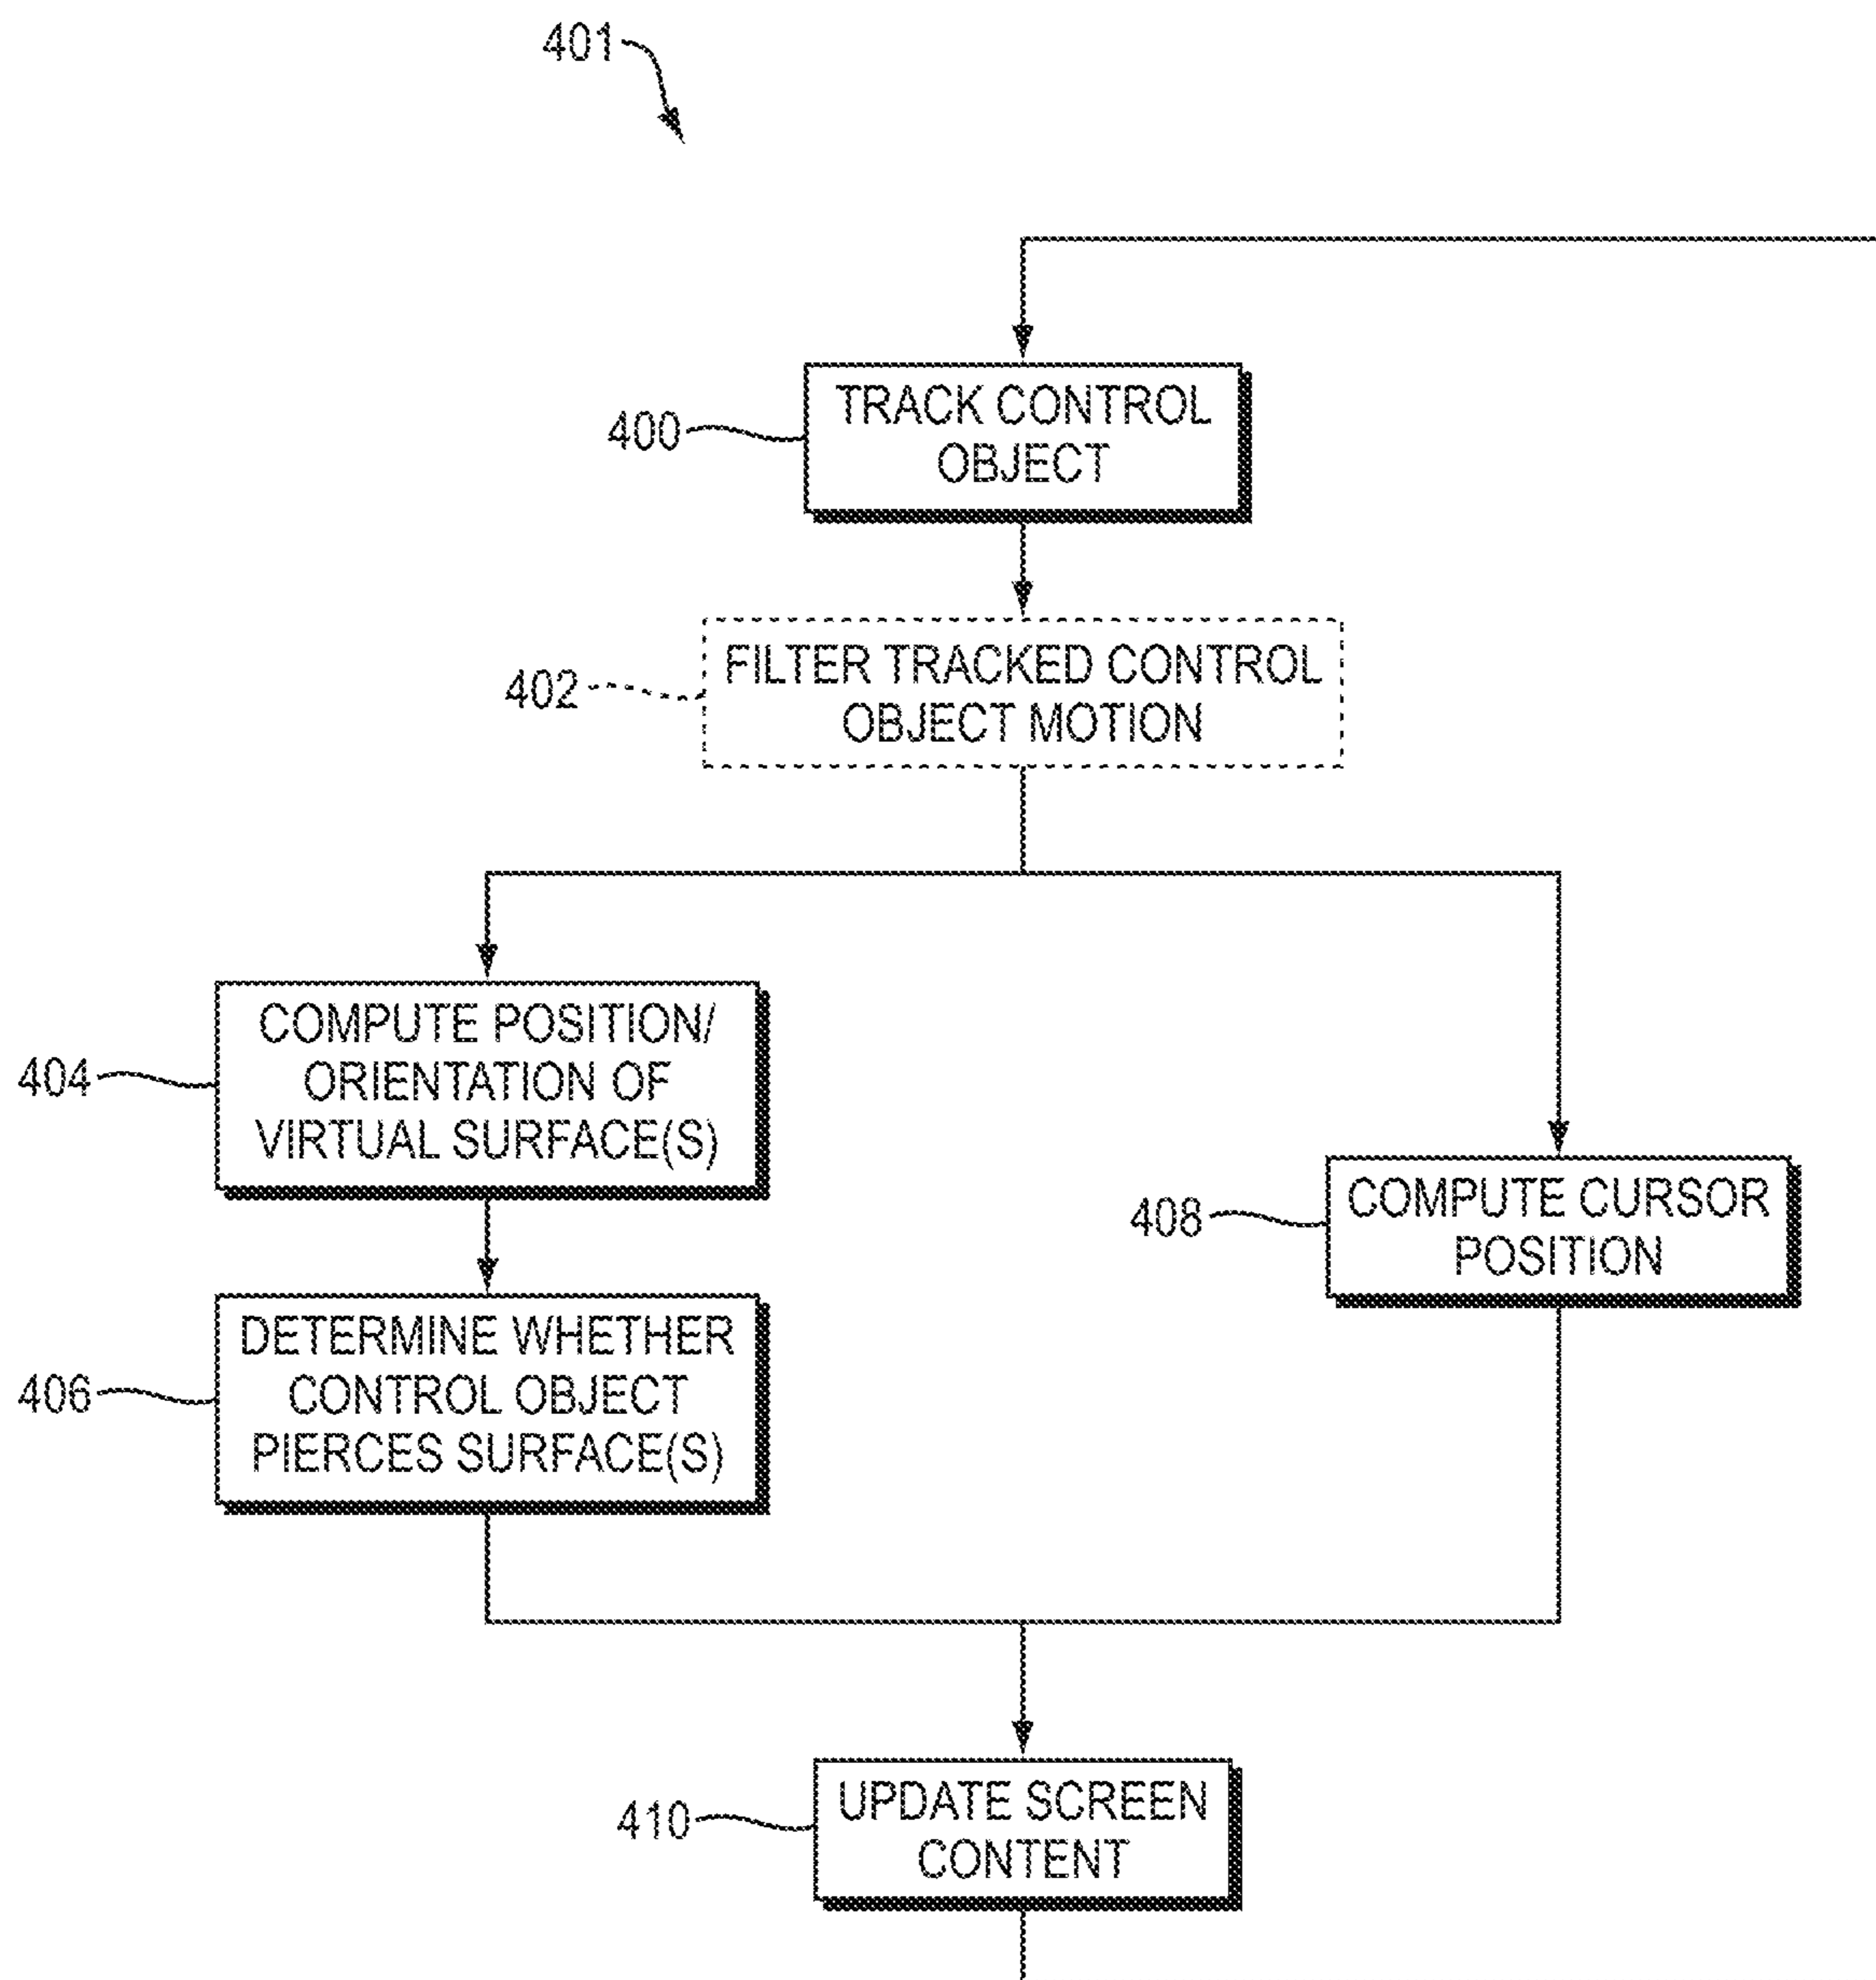 401
400
TRACK CONTROL
OBJECT
402
FILTER TRACKED CONTROL
OBJECT MOTION
404
COMPUTE POSITION/
ORIENTATION OF
VIRTUAL SURFACE(S)
408
COMPUTE CURSOR
POSITION
406
DETERMINE WHETHER
CONTROL OBJECT
PIERCES SURFACE(S)
410
UPDATE SCREEN
CONTENT